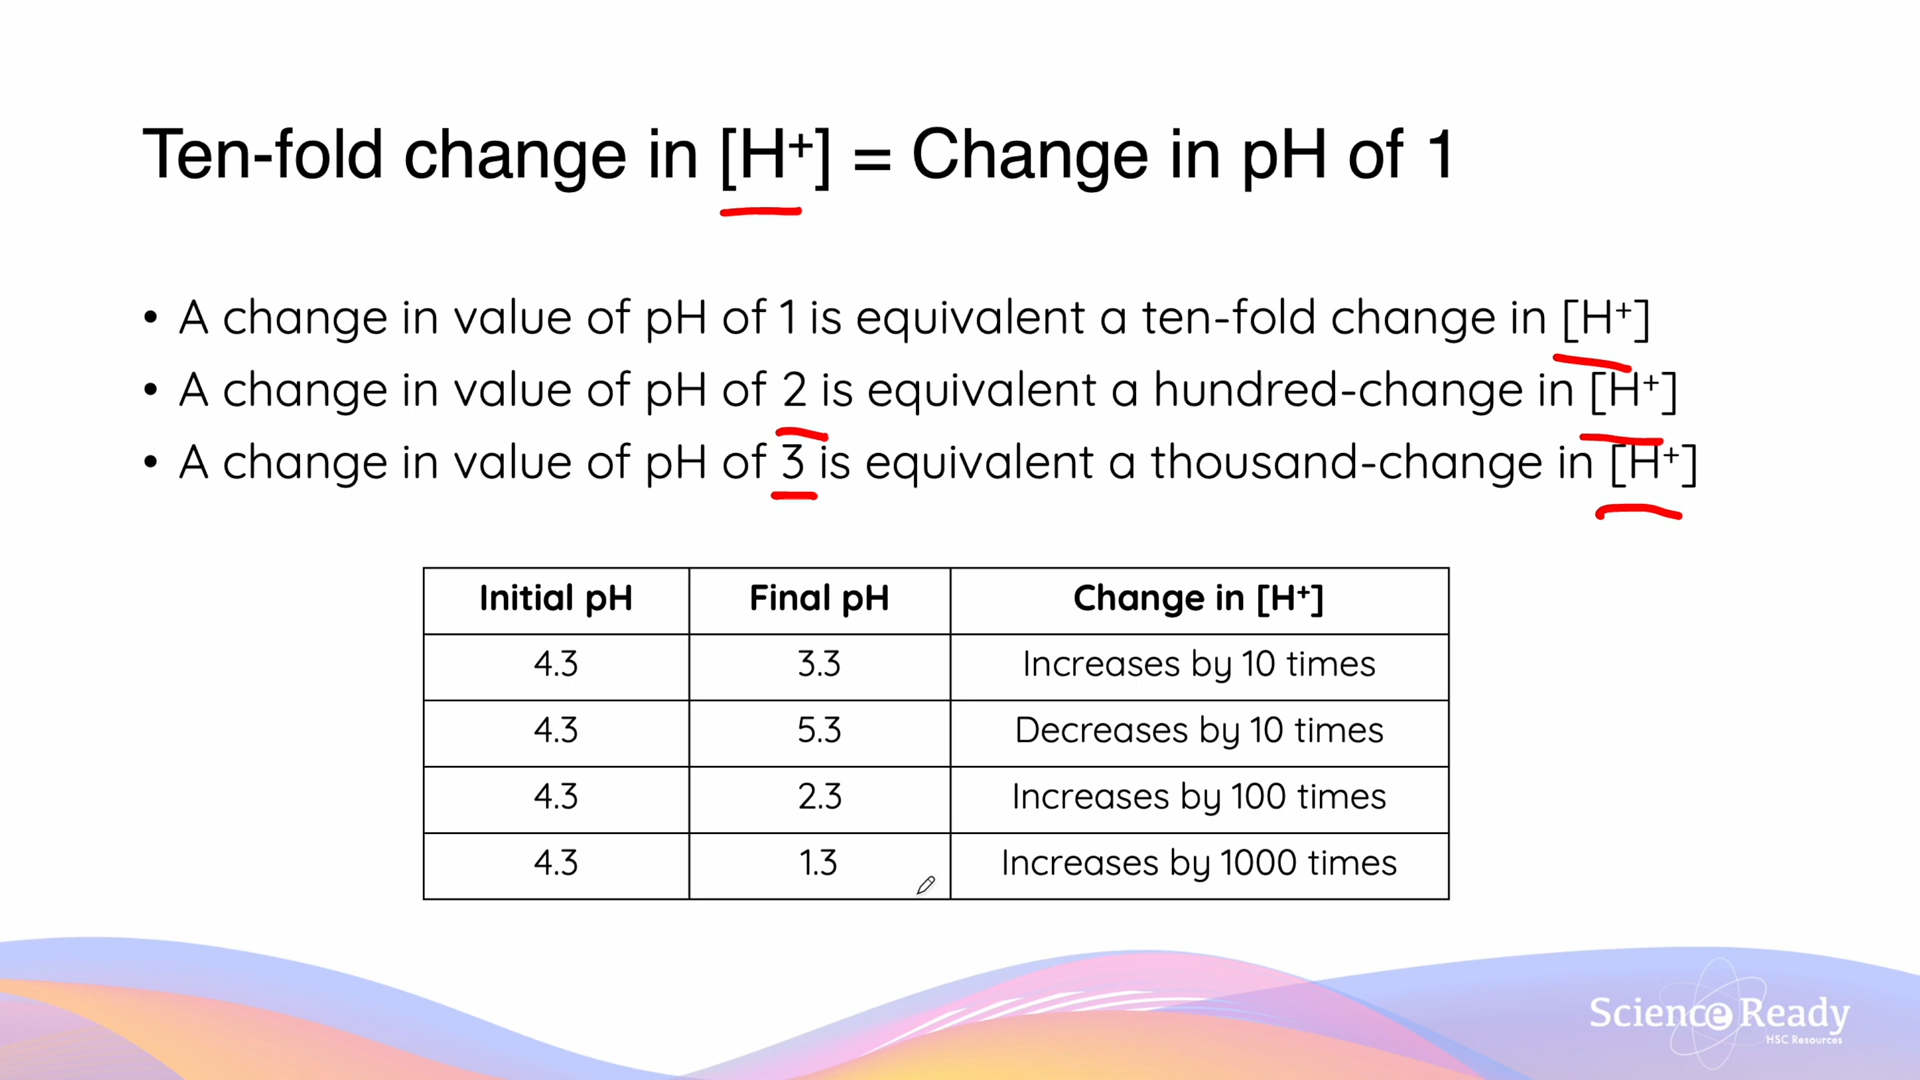 Ten-fold change in [H⁺] = Change in pH of 1
• A change in value of pH of 1 is equivalent a ten-fold change in [H⁺]
• A change in value of pH of 2 is equivalent a hundred-change in [H⁺]
• A change in value of pH of 3 is equivalent a thousand-change in [H⁺]
Initial pH Final pH Change in [H⁺]
4.3 3.3 Increases by 10 times
4.3 5.3 Decreases by 10 times
4.3 2.3 Increases by 100 times
4.3 1.3 Increases by 1000 times
Science Ready
HSC Resources